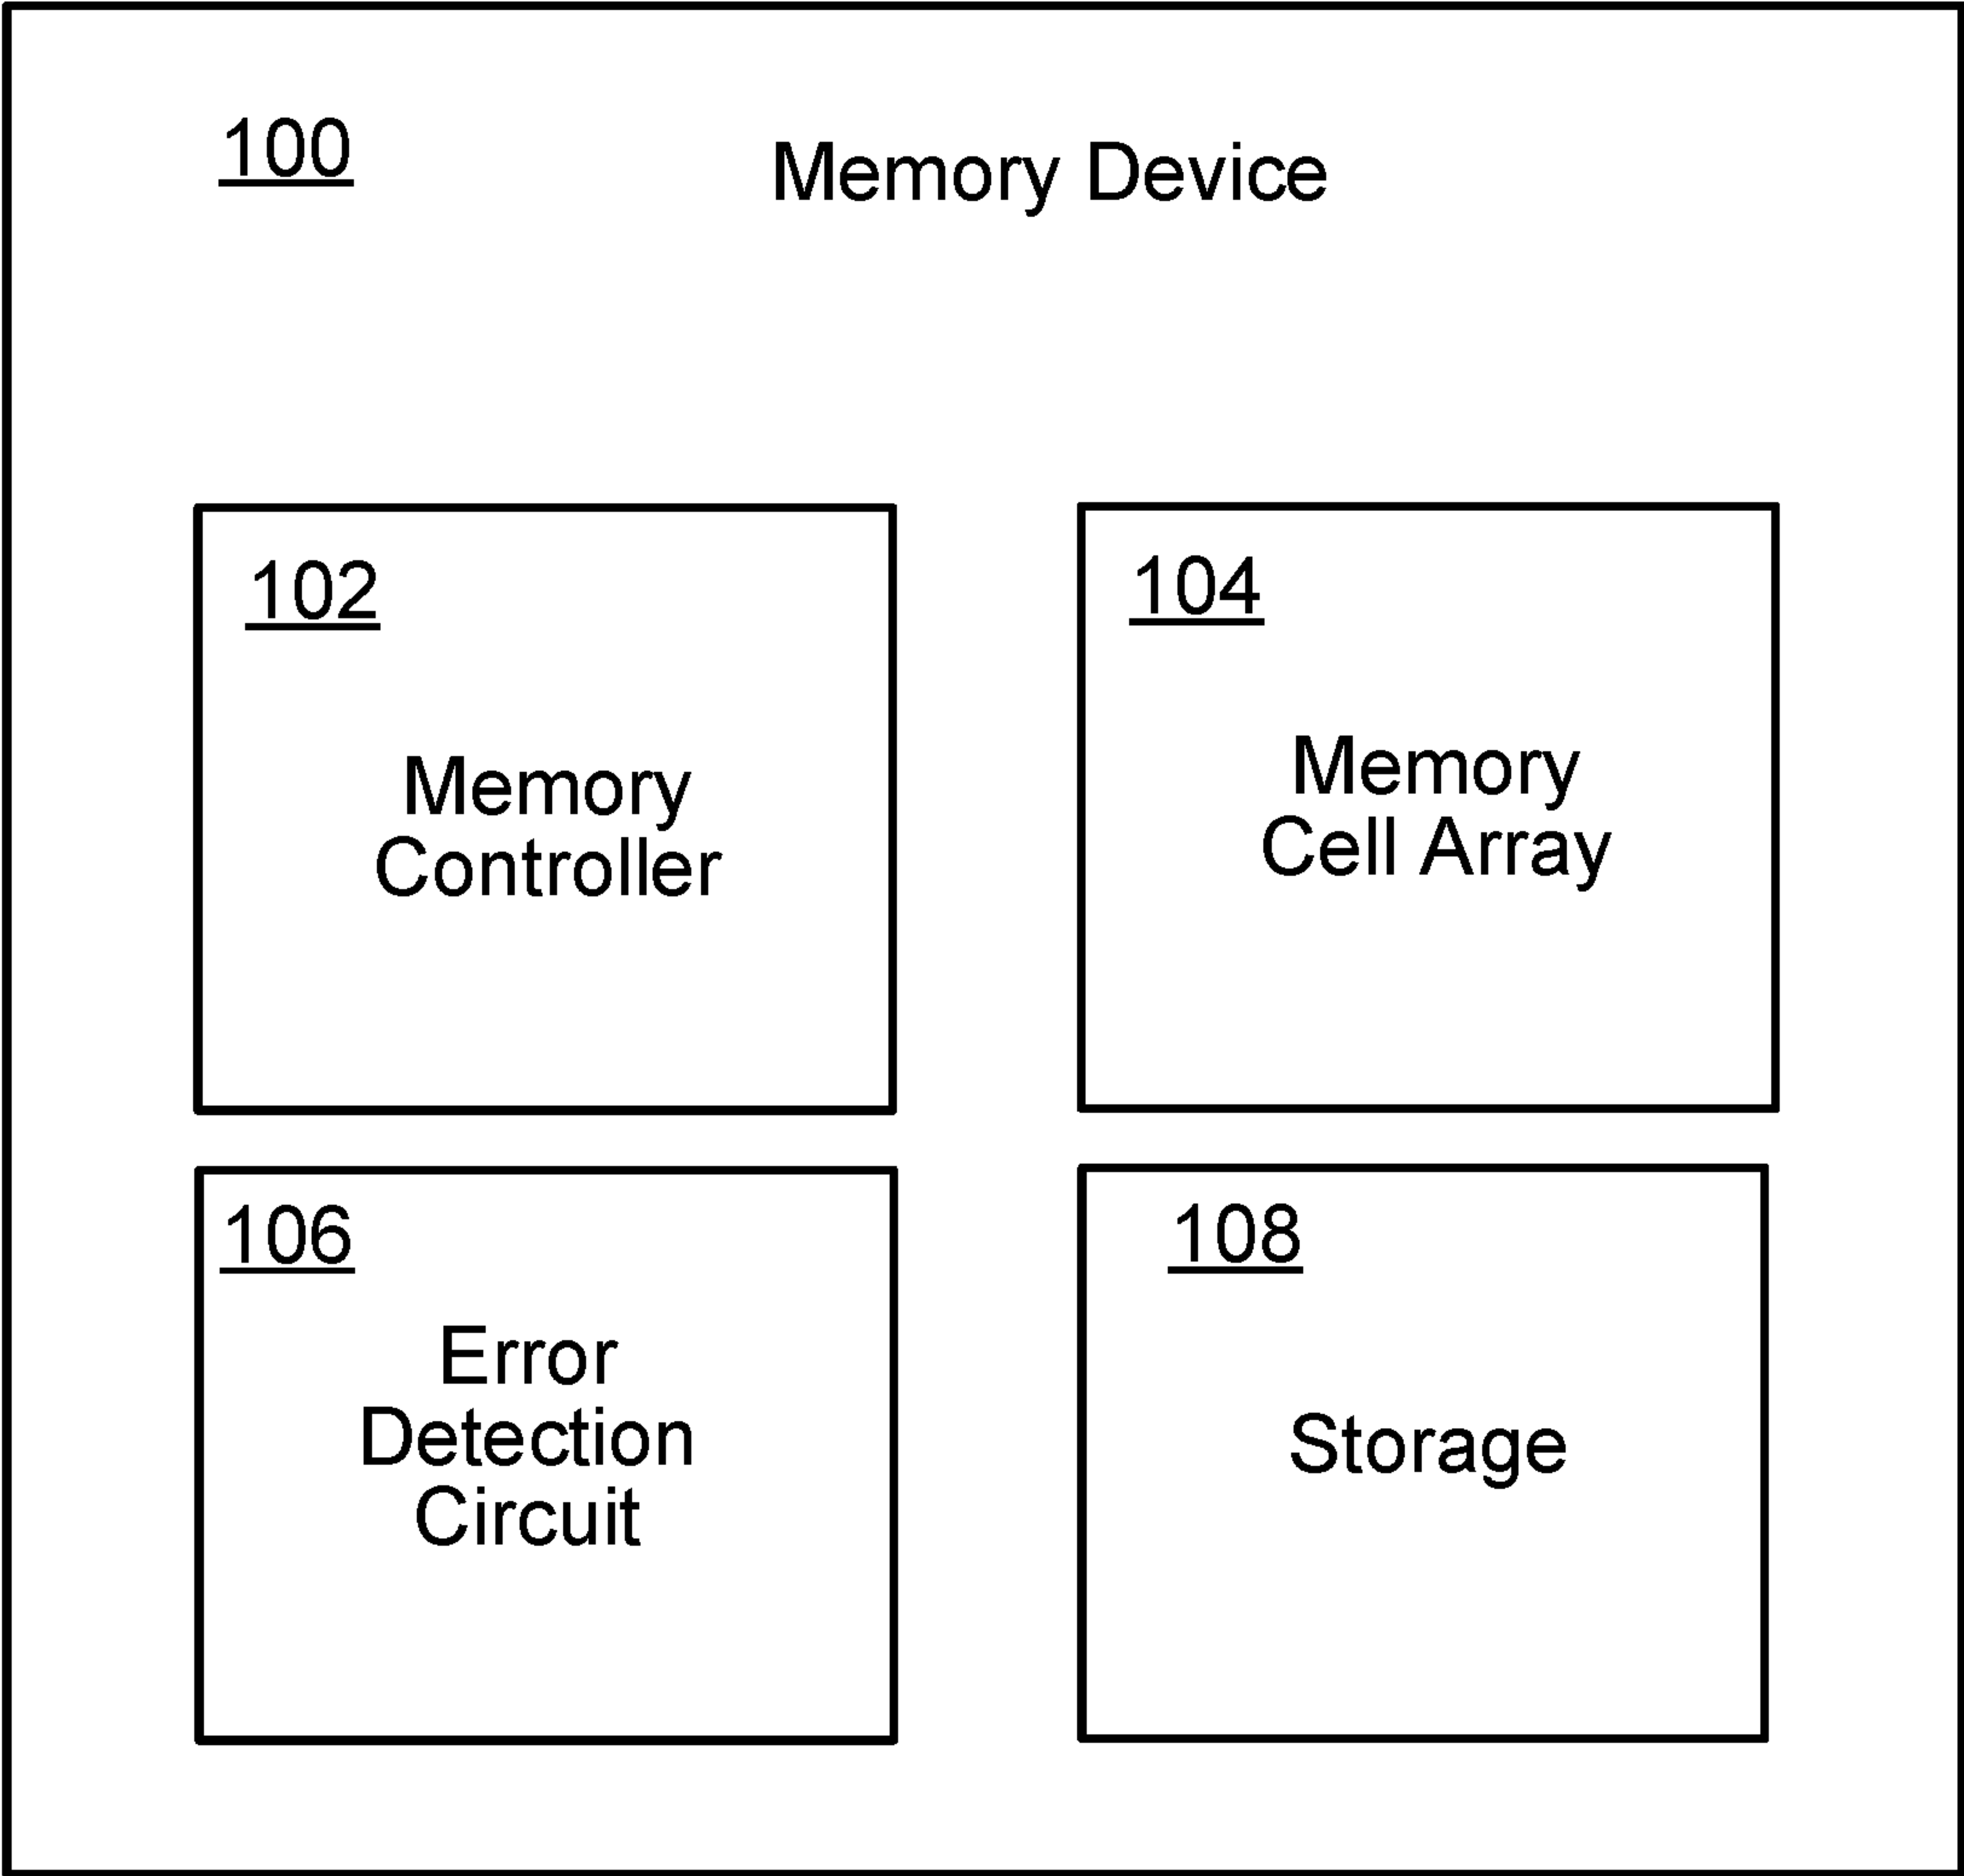 100
Memory Device
102
Memory
Controller
104
Memory
Cell Array
106
Error
Detection
Circuit
108
Storage